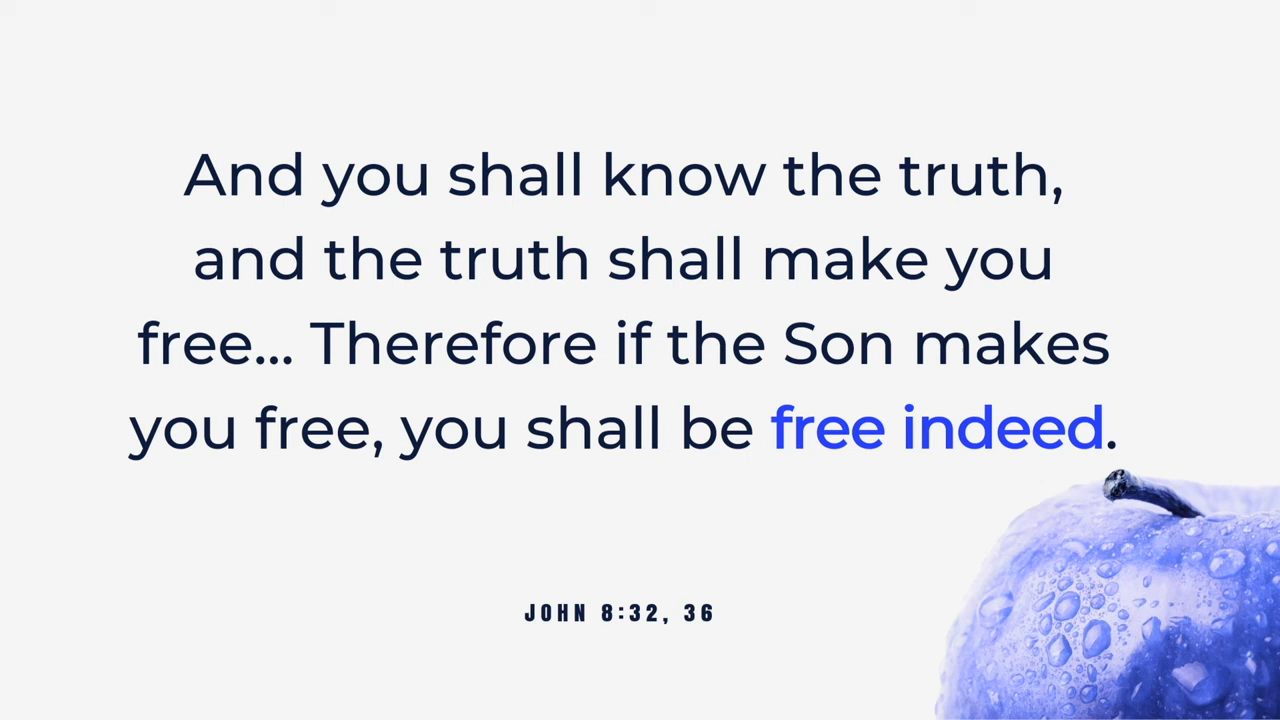 And you shall know the truth,
and the truth shall make you
free... Therefore if the Son makes
you free, you shall be free indeed.
JOHN 8:32, 36